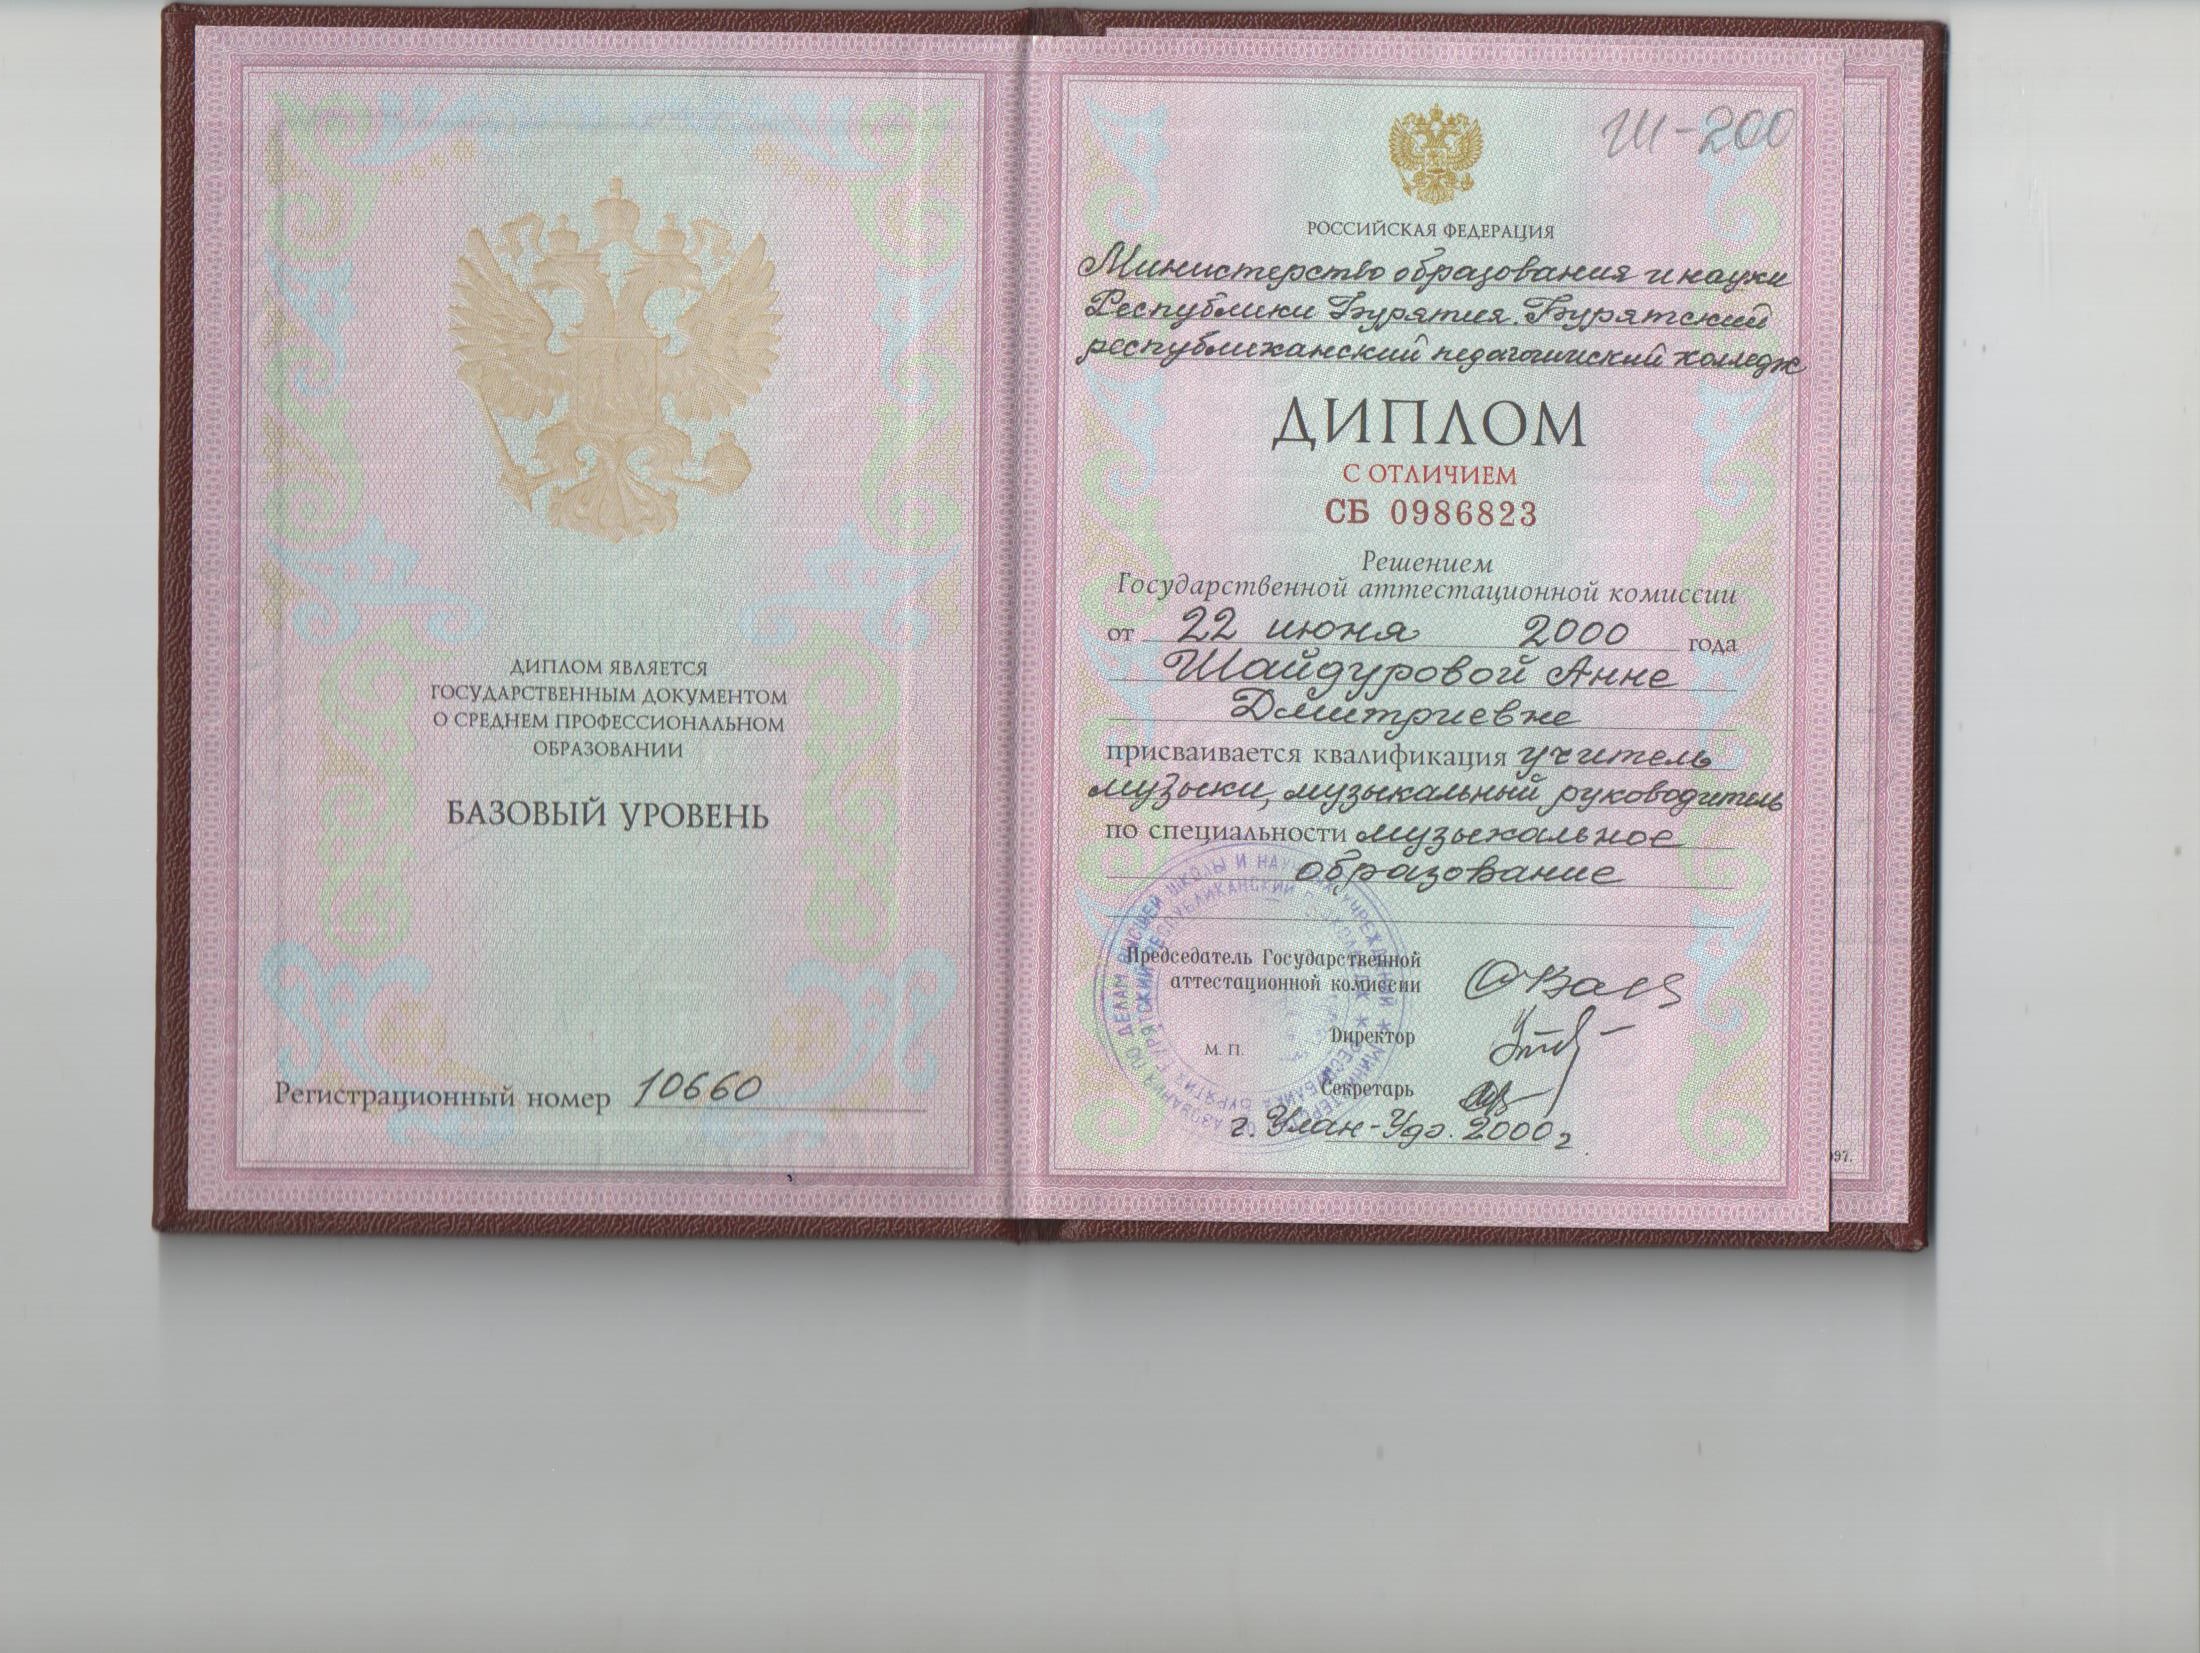 ДИПЛОМ ЯВЛЯЕТСЯ
ГОСУДАРСТВЕННЫМ ДОКУМЕНТОМ
О СРЕДНЕМ ПРОФЕССИОНАЛЬНОМ
ОБРАЗОВАНИИ
БАЗОВЫЙ УРОВЕНЬ
Регистрационный номер 10660
Ш-200
РОССИЙСКАЯ ФЕДЕРАЦИЯ
Министерство образования и науки
Республики Бурятия. Бурятский
республиканский педагогический колледж
ДИПЛОМ
С ОТЛИЧИЕМ
СБ 0986823
Решением
Государственной аттестационной комиссии
от 22 июня 2000 года
Шайдуровой Анне
Дмитриевне
присваивается квалификация учитель
музыки, музыкальный руководитель
по специальности музыкальное
образование
Председатель Государственной
аттестационной комиссии
Директор
М. П.
Секретарь
г. Улан-Удэ. 2000 г.
97.